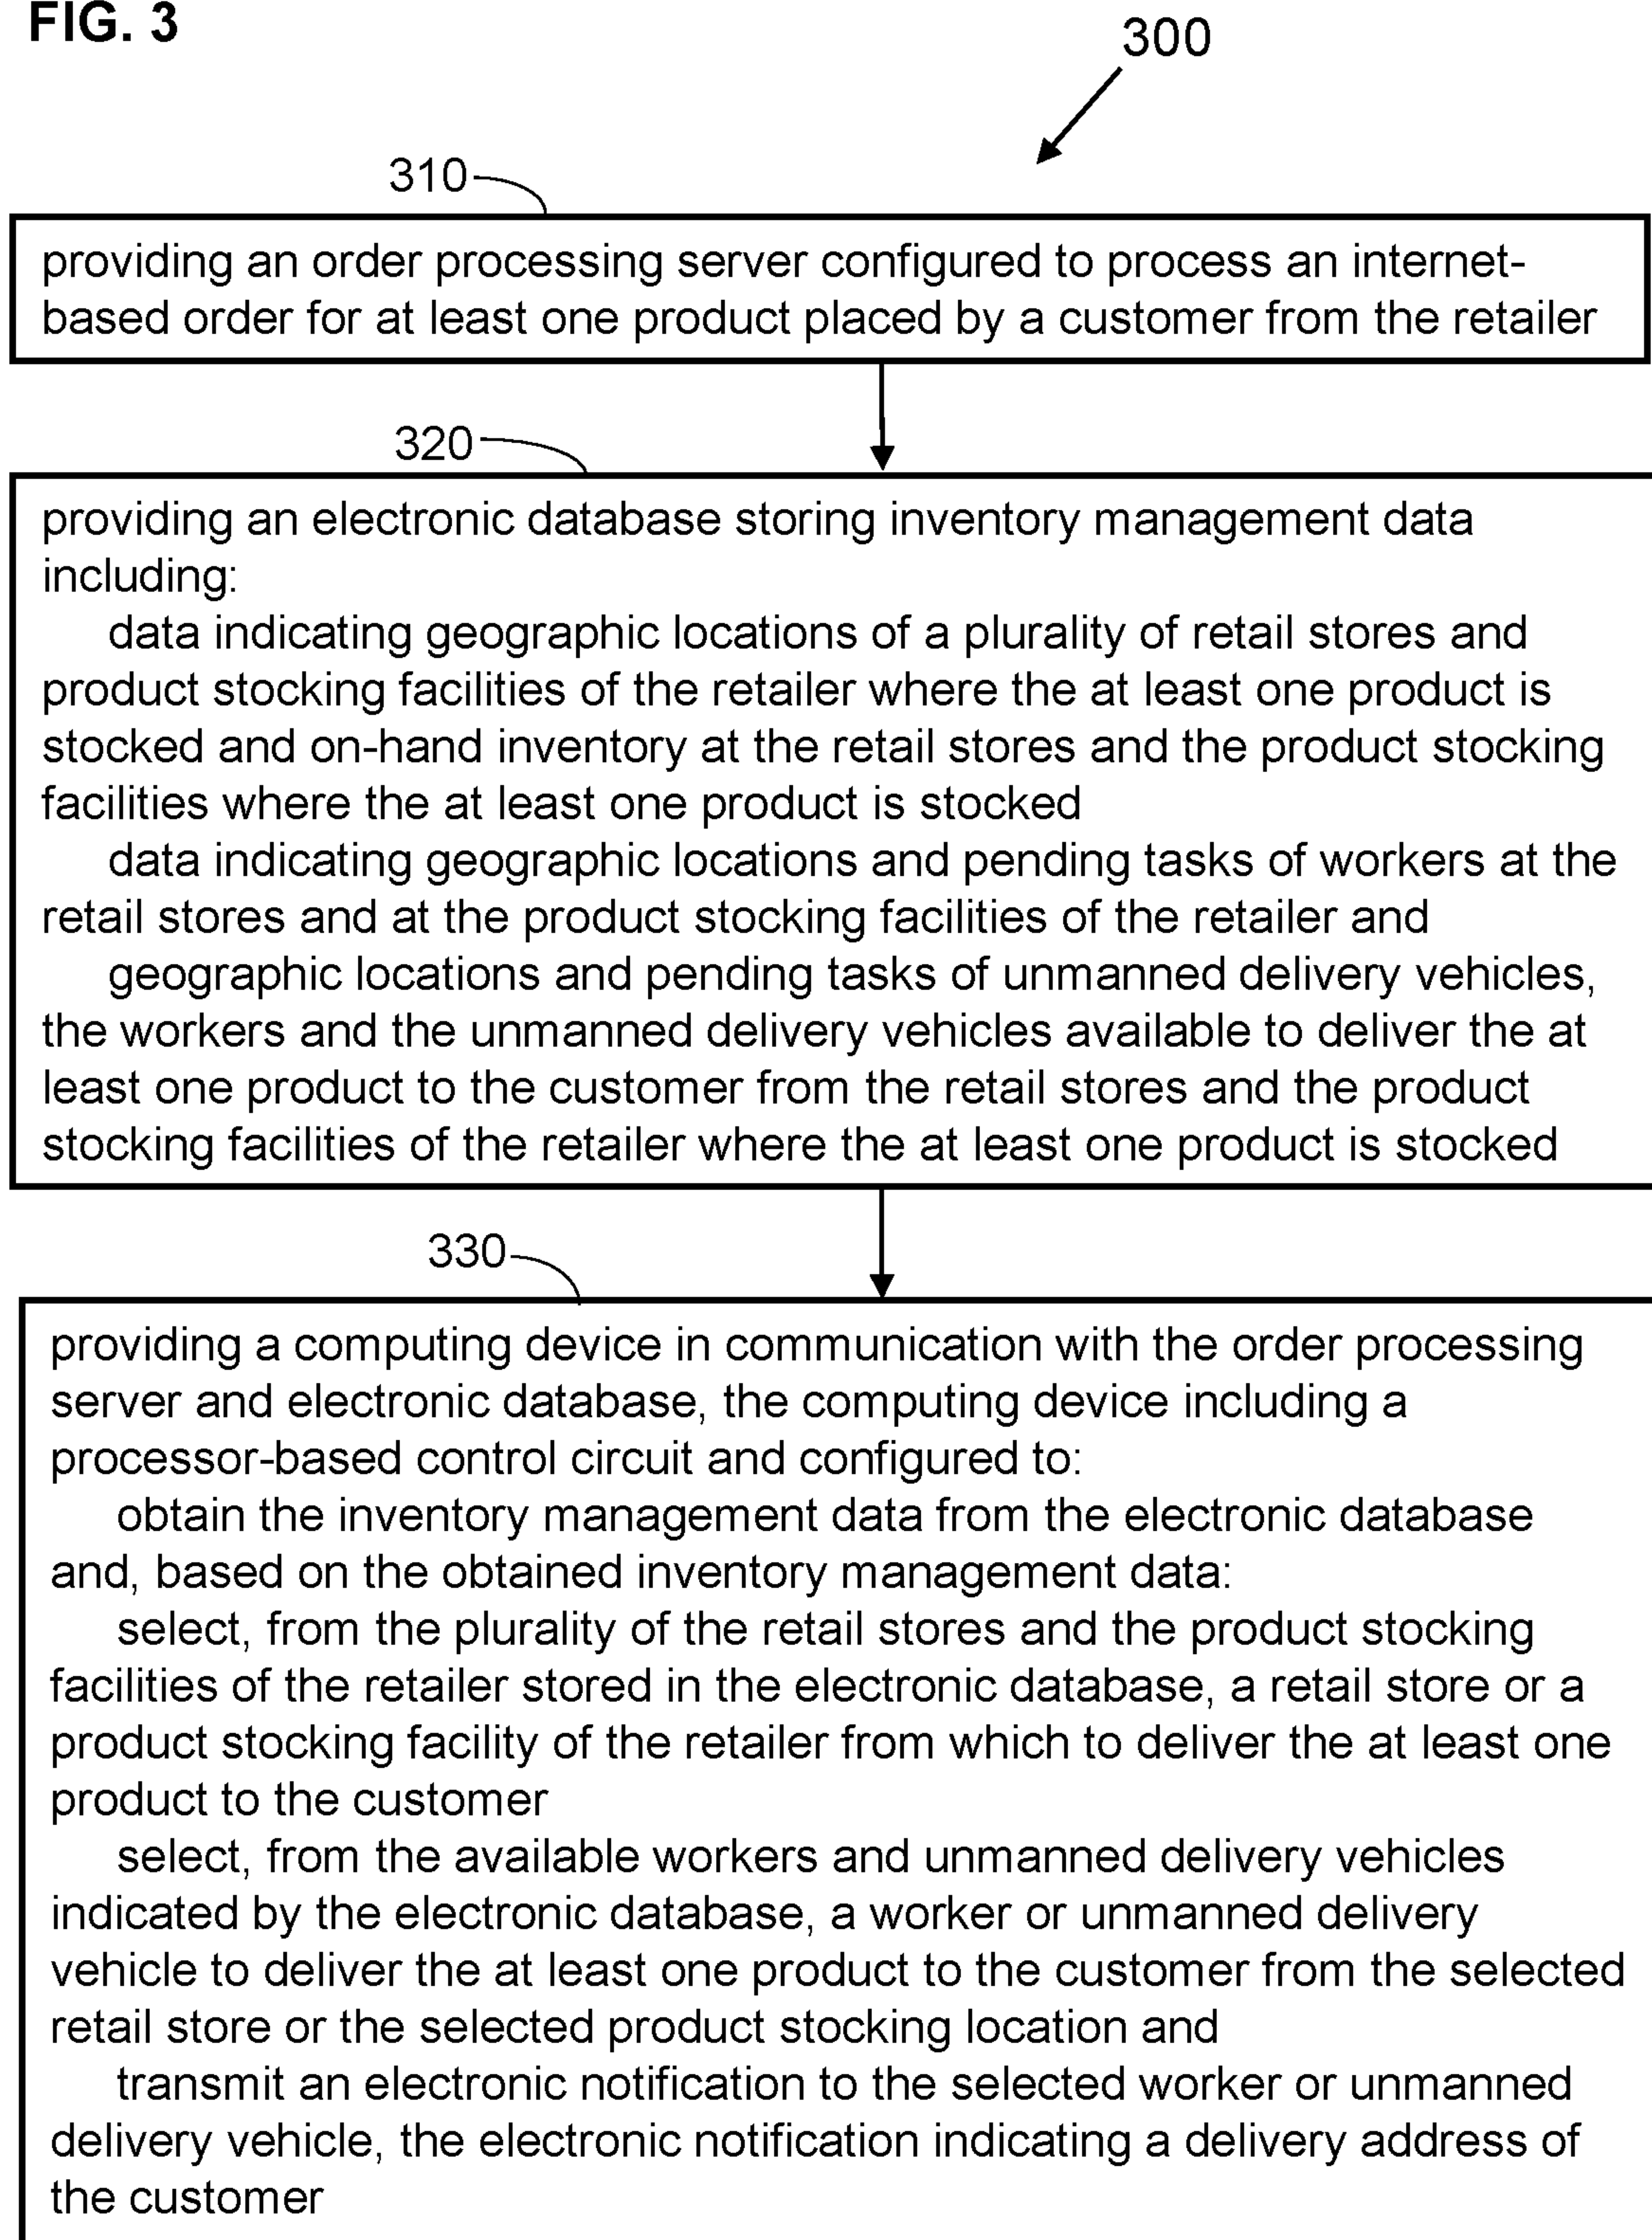 FIG. 3
300
310
providing an order processing server configured to process an internet-
based order for at least one product placed by a customer from the retailer
320
providing an electronic database storing inventory management data
including:
data indicating geographic locations of a plurality of retail stores and
product stocking facilities of the retailer where the at least one product is
stocked and on-hand inventory at the retail stores and the product stocking
facilities where the at least one product is stocked
data indicating geographic locations and pending tasks of workers at the
retail stores and at the product stocking facilities of the retailer and
geographic locations and pending tasks of unmanned delivery vehicles,
the workers and the unmanned delivery vehicles available to deliver the at
least one product to the customer from the retail stores and the product
stocking facilities of the retailer where the at least one product is stocked
330
providing a computing device in communication with the order processing
server and electronic database, the computing device including a
processor-based control circuit and configured to:
obtain the inventory management data from the electronic database
and, based on the obtained inventory management data:
select, from the plurality of the retail stores and the product stocking
facilities of the retailer stored in the electronic database, a retail store or a
product stocking facility of the retailer from which to deliver the at least one
product to the customer
select, from the available workers and unmanned delivery vehicles
indicated by the electronic database, a worker or unmanned delivery
vehicle to deliver the at least one product to the customer from the selected
retail store or the selected product stocking location and
transmit an electronic notification to the selected worker or unmanned
delivery vehicle, the electronic notification indicating a delivery address of
the customer